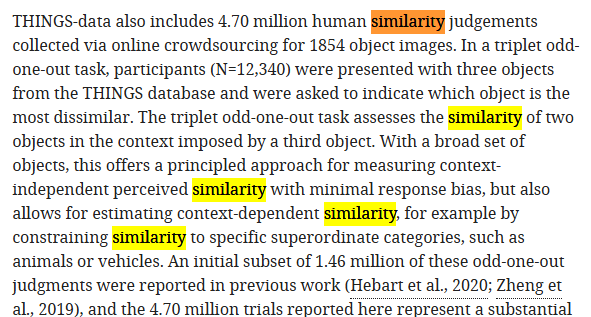 THINGS-data also includes 4.70 million human similarity judgements
collected via online crowdsourcing for 1854 object images. In a triplet odd-
one-out task, participants (N=12,340) were presented with three objects
from the THINGS database and were asked to indicate which object is the
most dissimilar. The triplet odd-one-out task assesses the similarity of two
objects in the context imposed by a third object. With a broad set of
objects, this offers a principled approach for measuring context-
independent perceived similarity with minimal response bias, but also
allows for estimating context-dependent similarity, for example by
constraining similarity to specific superordinate categories, such as
animals or vehicles. An initial subset of 1.46 million of these odd-one-out
judgments were reported in previous work (Hebart et al., 2020; Zheng et
al., 2019), and the 4.70 million trials reported here represent a substantial